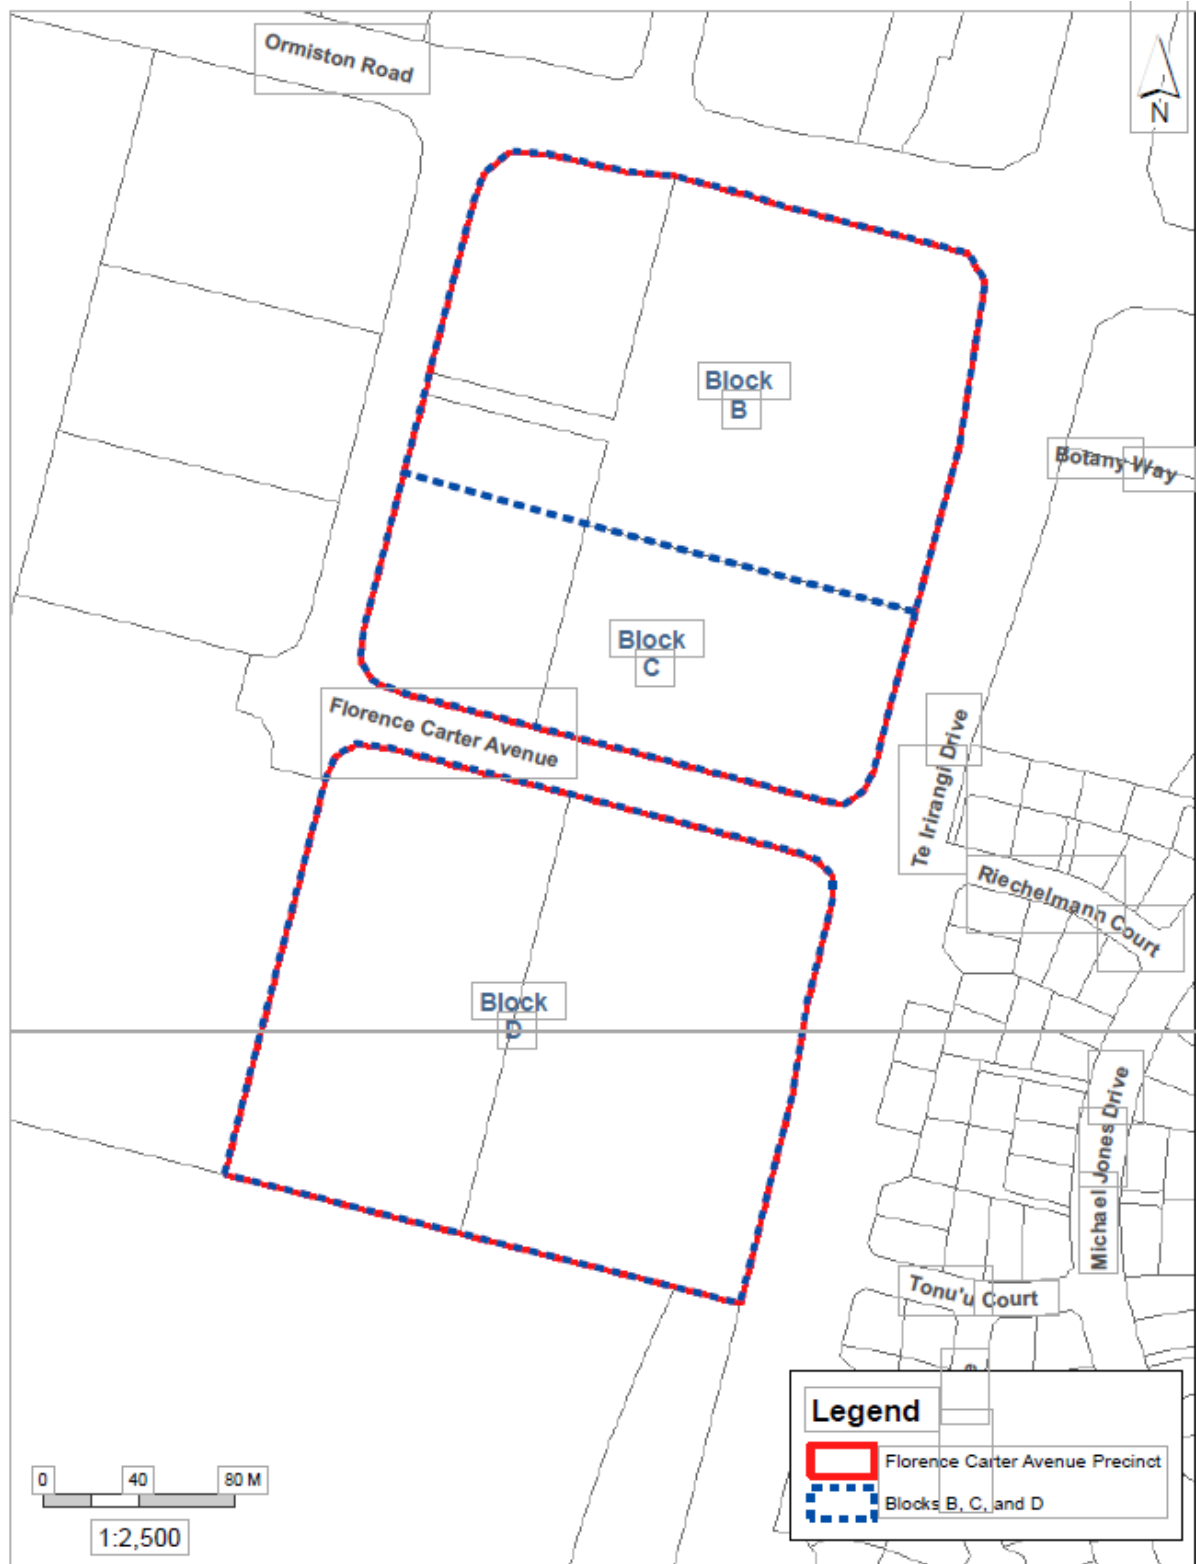 Ormiston Road
N
Block
B
Botany Way
Block
C
Florence Carter Avenue
Te Irirangi Drive
Riechelmann Court
Block
D
Michael Jones Drive
Tonu'u Court
e
Legend
Florence Carter Avenue Precinct
Blocks B, C, and D
0 40 80 M
1:2,500